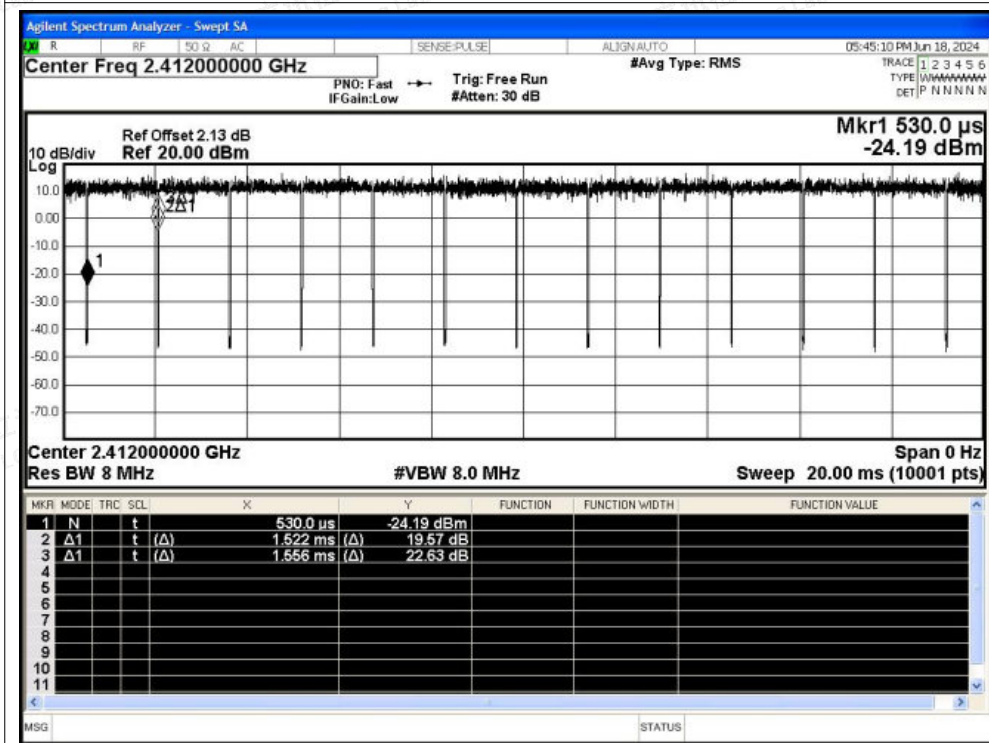 Agilent Spectrum Analyzer - Swept SA
LXI R RF 50 Ω AC SENSE:PULSE ALIGN AUTO 05:45:10 PM Jun 18, 2024
Center Freq 2.412000000 GHz #Avg Type: RMS TRACE 1 2 3 4 5 6
PNO: Fast Trig: Free Run TYPE WWWWWW
IFGain:Low #Atten: 30 dB DET P N N N N N
Mkr1 530.0 µs
Ref Offset 2.13 dB
10 dB/div Ref 20.00 dBm -24.19 dBm
Log
10.0
2Δ1
0.00
-10.0
1
-20.0
-30.0
-40.0
-50.0
-60.0
-70.0
Center 2.412000000 GHz Span 0 Hz
Res BW 8 MHz #VBW 8.0 MHz Sweep 20.00 ms (10001 pts)
MKR MODE TRC SCL X Y FUNCTION FUNCTION WIDTH FUNCTION VALUE
1 N t 530.0 µs -24.19 dBm
2 Δ1 t (Δ) 1.522 ms (Δ) 19.57 dB
3 Δ1 t (Δ) 1.556 ms (Δ) 22.63 dB
4
5
6
7
8
9
10
11
MSG STATUS